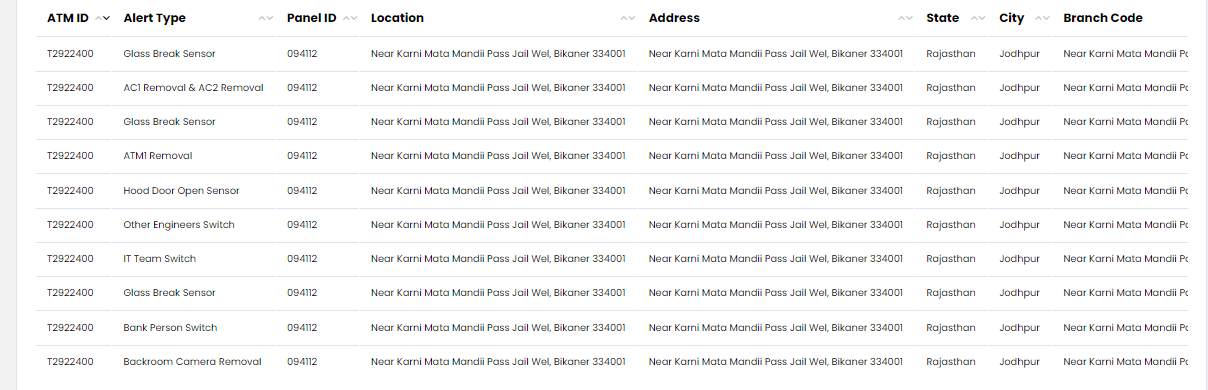 ATM ID Alert Type Panel ID Location Address State City Branch Code
T2922400 Glass Break Sensor 094112 Near Karni Mata Mandii Pass Jail Wel, Bikaner 334001 Near Karni Mata Mandii Pass Jail Wel, Bikaner 334001 Rajasthan Jodhpur Near Karni Mata Mandii
T2922400 AC1 Removal & AC2 Removal 094112 Near Karni Mata Mandii Pass Jail Wel, Bikaner 334001 Near Karni Mata Mandii Pass Jail Wel, Bikaner 334001 Rajasthan Jodhpur Near Karni Mata Mandii
T2922400 Glass Break Sensor 094112 Near Karni Mata Mandii Pass Jail Wel, Bikaner 334001 Near Karni Mata Mandii Pass Jail Wel, Bikaner 334001 Rajasthan Jodhpur Near Karni Mata Mandii
T2922400 ATM1 Removal 094112 Near Karni Mata Mandii Pass Jail Wel, Bikaner 334001 Near Karni Mata Mandii Pass Jail Wel, Bikaner 334001 Rajasthan Jodhpur Near Karni Mata Mandii
T2922400 Hood Door Open Sensor 094112 Near Karni Mata Mandii Pass Jail Wel, Bikaner 334001 Near Karni Mata Mandii Pass Jail Wel, Bikaner 334001 Rajasthan Jodhpur Near Karni Mata Mandii
T2922400 Other Engineers Switch 094112 Near Karni Mata Mandii Pass Jail Wel, Bikaner 334001 Near Karni Mata Mandii Pass Jail Wel, Bikaner 334001 Rajasthan Jodhpur Near Karni Mata Mandii
T2922400 IT Team Switch 094112 Near Karni Mata Mandii Pass Jail Wel, Bikaner 334001 Near Karni Mata Mandii Pass Jail Wel, Bikaner 334001 Rajasthan Jodhpur Near Karni Mata Mandii
T2922400 Glass Break Sensor 094112 Near Karni Mata Mandii Pass Jail Wel, Bikaner 334001 Near Karni Mata Mandii Pass Jail Wel, Bikaner 334001 Rajasthan Jodhpur Near Karni Mata Mandii
T2922400 Bank Person Switch 094112 Near Karni Mata Mandii Pass Jail Wel, Bikaner 334001 Near Karni Mata Mandii Pass Jail Wel, Bikaner 334001 Rajasthan Jodhpur Near Karni Mata Mandii
T2922400 Backroom Camera Removal 094112 Near Karni Mata Mandii Pass Jail Wel, Bikaner 334001 Near Karni Mata Mandii Pass Jail Wel, Bikaner 334001 Rajasthan Jodhpur Near Karni Mata Mandii